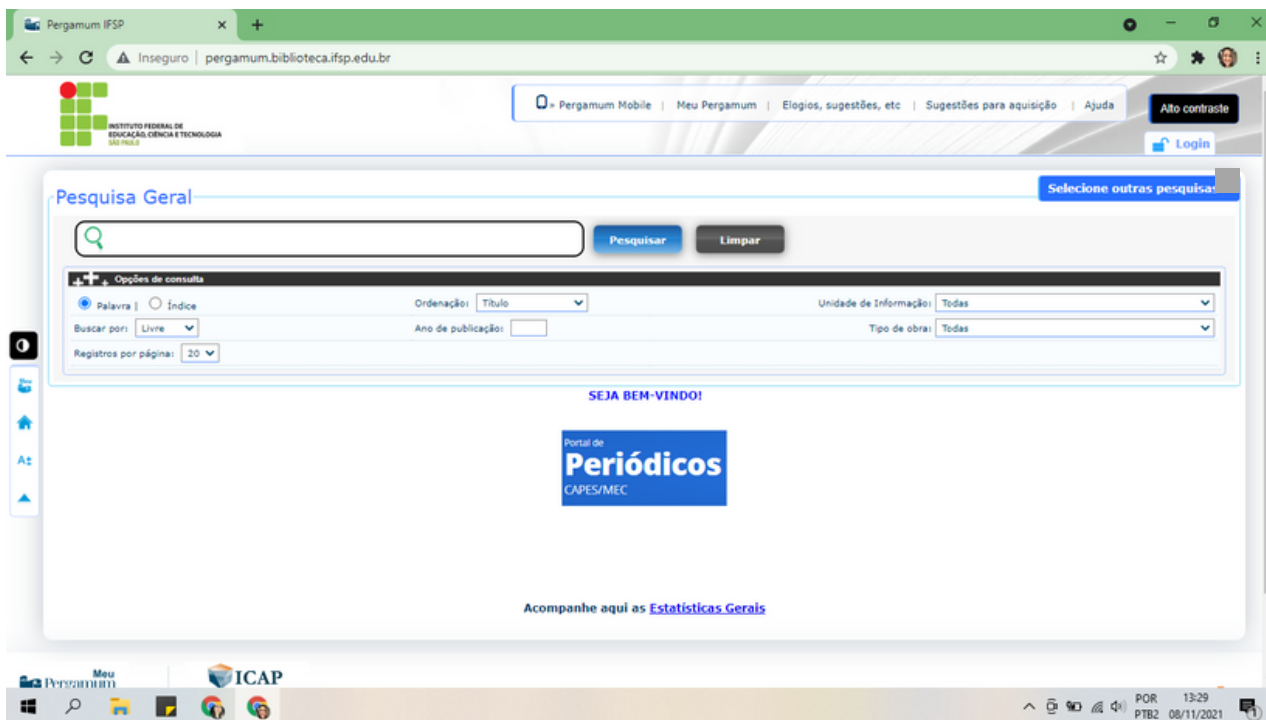 Pergamum IFSP
Inseguro | pergamum.biblioteca.ifsp.edu.br
INSTITUTO FEDERAL DE
EDUCAÇÃO, CIÊNCIA E TECNOLOGIA
SÃO PAULO
» Pergamum Mobile | Meu Pergamum | Elogios, sugestões, etc | Sugestões para aquisição | Ajuda
Alto contraste
Login
Pesquisa Geral
Selecione outras pesquisas
Pesquisar
Limpar
Opções de consulta
Palavra | Índice
Ordenação: Título
Unidade de Informação: Todas
Buscar por: Livre
Ano de publicação:
Tipo de obra: Todas
Registros por página: 20
A±
SEJA BEM-VINDO!
Portal de
Periódicos
CAPES/MEC
Acompanhe aqui as Estatísticas Gerais
Meu
Pergamum
ICAP
POR
PTB2
13:29
08/11/2021